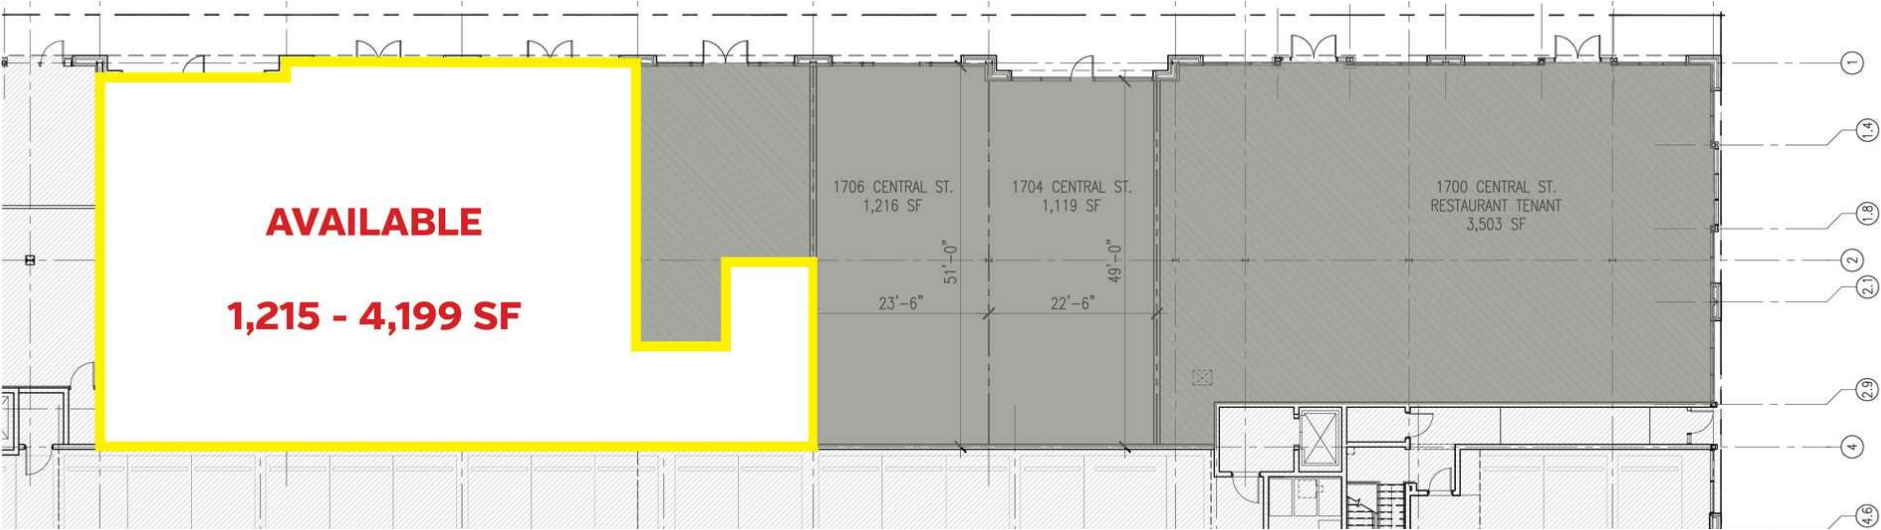 AVAILABLE
1,215 - 4,199 SF
1706 CENTRAL ST.
1,216 SF
51'-0"
23'-6"
1704 CENTRAL ST.
1,119 SF
49'-0"
22'-6"
1700 CENTRAL ST.
RESTAURANT TENANT
3,503 SF
1
1.4
1.8
2
2.1
2.9
4
4.6